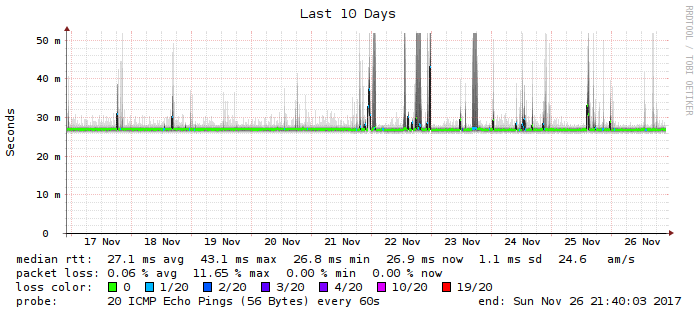 Last 10 Days
RRDTOOL / TOBI OETIKER
Seconds
50 m
40 m
30 m
20 m
10 m
0
17 Nov 18 Nov 19 Nov 20 Nov 21 Nov 22 Nov 23 Nov 24 Nov 25 Nov 26 Nov
median rtt: 27.1 ms avg 43.1 ms max 26.8 ms min 26.9 ms now 1.1 ms sd 24.6 am/s
packet loss: 0.06 % avg 11.65 % max 0.00 % min 0.00 % now
loss color: 0 1/20 2/20 3/20 4/20 10/20 19/20
probe: 20 ICMP Echo Pings (56 Bytes) every 60s end: Sun Nov 26 21:40:03 2017